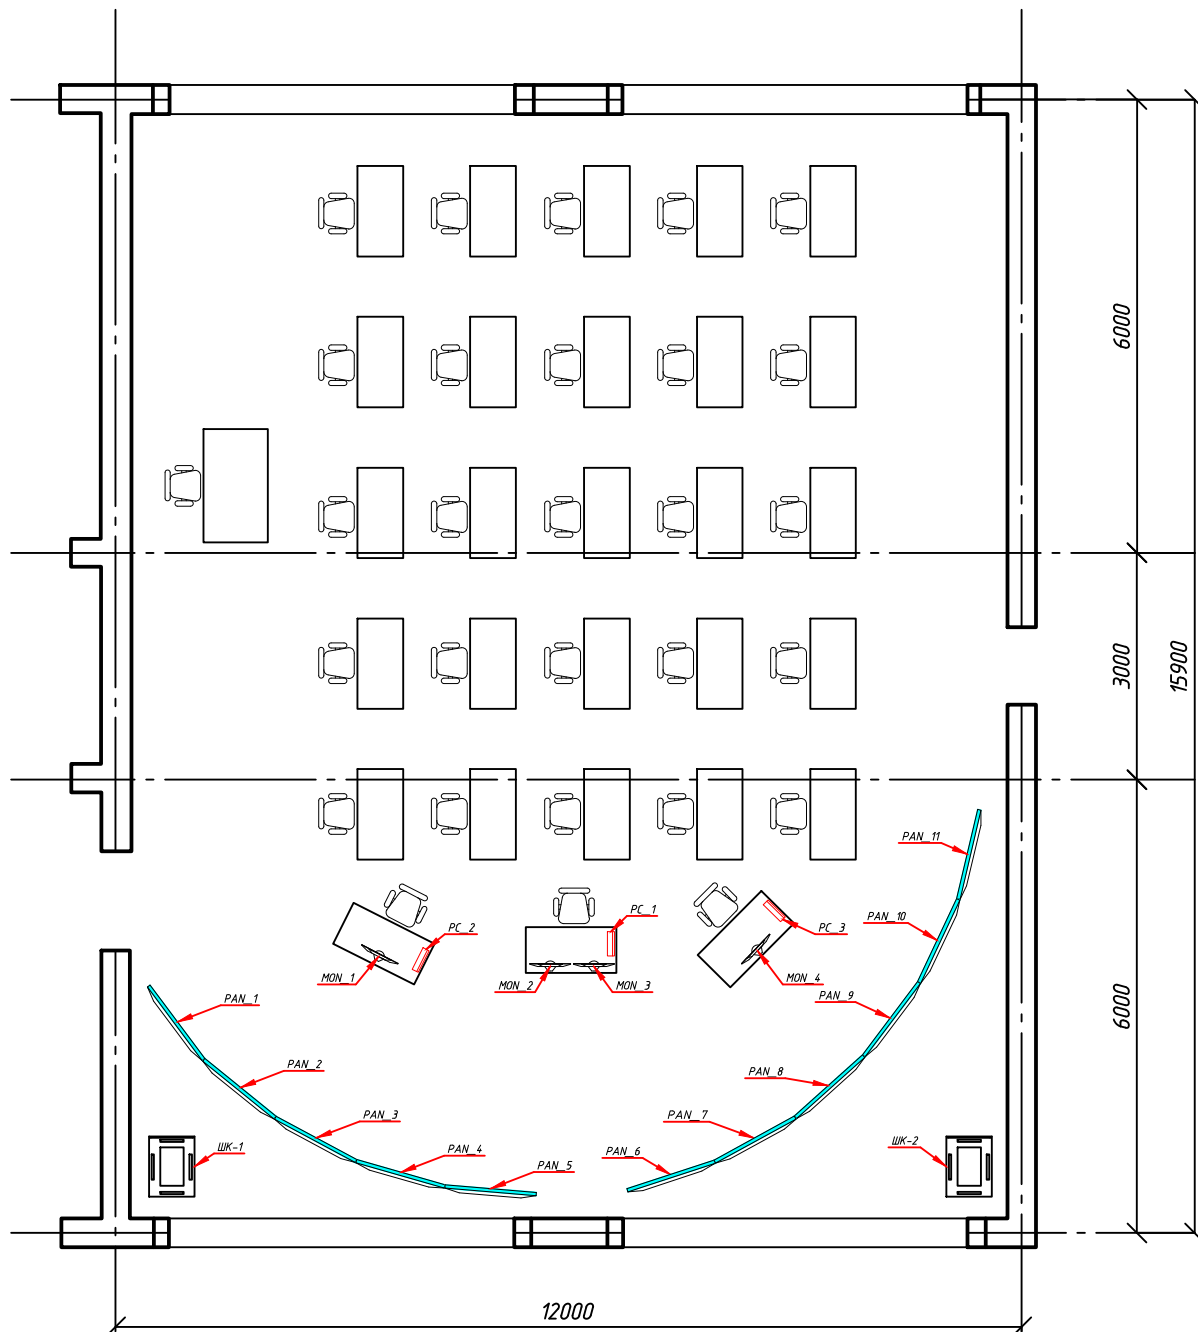 6000
3000
15900
PAN_11
PAN_10
PC_1
PC_2
PC_3
MON_1
MON_2
MON_3
MON_4
PAN_1
PAN_9
PAN_2
PAN_8
PAN_3
PAN_7
6000
ШК-1
PAN_4
PAN_6
ШК-2
PAN_5
12000